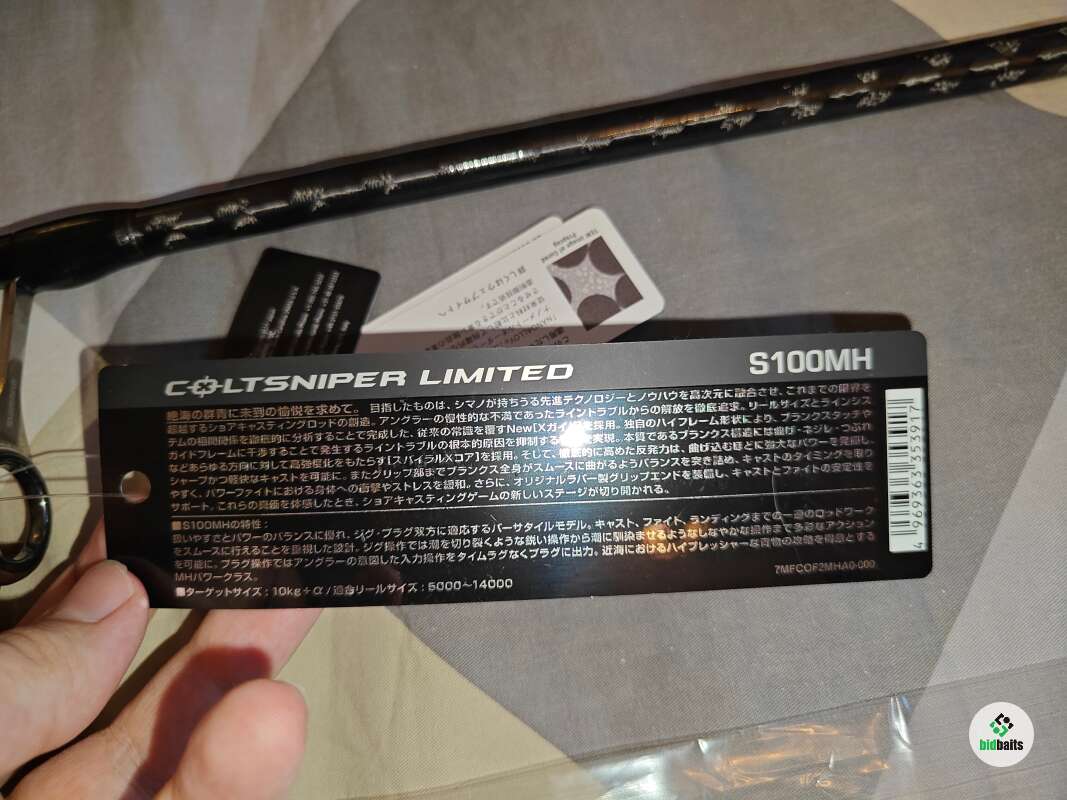 COLTSNIPER LIMITED
S100MH
絶海の群青に未到の愉悦を求めて。目指したものは、シマノが持ちうる先進テクノロジーとノウハウを高次元に融合させ、これまでの限界を
超越するショアキャスティングロッドの創造。アングラーの慢性的な不満であったライントラブルからの解放を徹底追求。リールサイズとラインシス
テムの相関関係を徹底的に分析することで完成した、従来の常識を覆すNew[Xガイド]を採用。独自のハイフレーム形状により、ブランクスタッチや
ガイドフレームに干渉することで発生するライントラブルの根本的原因を抑制する 実現。本質であるブランクス構造には曲げ・ネジレ・つぶれ
などあらゆる方向に対して高強度化をもたらす[スパイラルXコア]を採用。そして、徹底的に高めた反発力は、曲げ込むほどに強大なパワーを発揮し、
シャープかつ軽快なキャストを可能に。またグリップ部までブランクス全身がスムースに曲がるようバランスを突き詰め、キャストのタイミングを取り
やすく、パワーファイトにおける身体への衝撃やストレスを緩和。さらに、オリジナルラバー製グリップエンドを装備し、キャストとファイトの安定性を
サポート。これらの真価を体感したとき、ショアキャスティングゲームの新しいステージが切り開かれる。
■S100MHの特性:
扱いやすさとパワーのバランスに優れ、ジグ・プラグ双方に適応するバーサタイルモデル。キャスト、ファイト、ランディングまでの一連のロッドワーク
をスムースに行えることを重視した設計。ジグ操作では潮を切り裂くような鋭い操作から潮に馴染ませるようなしなやかな操作まで多彩なアクション
を可能に。プラグ操作ではアングラーの意図した入力操作をタイムラグなくプラグに出力。近海におけるハイプレッシャーな青物の攻略を得意とする
MHパワークラス。
■ターゲットサイズ:10kg+α/適合リールサイズ:5000〜14000
7MFCOF2MHA0-000
4969363353917
詳しくはウェブサイトへ
bidbaits